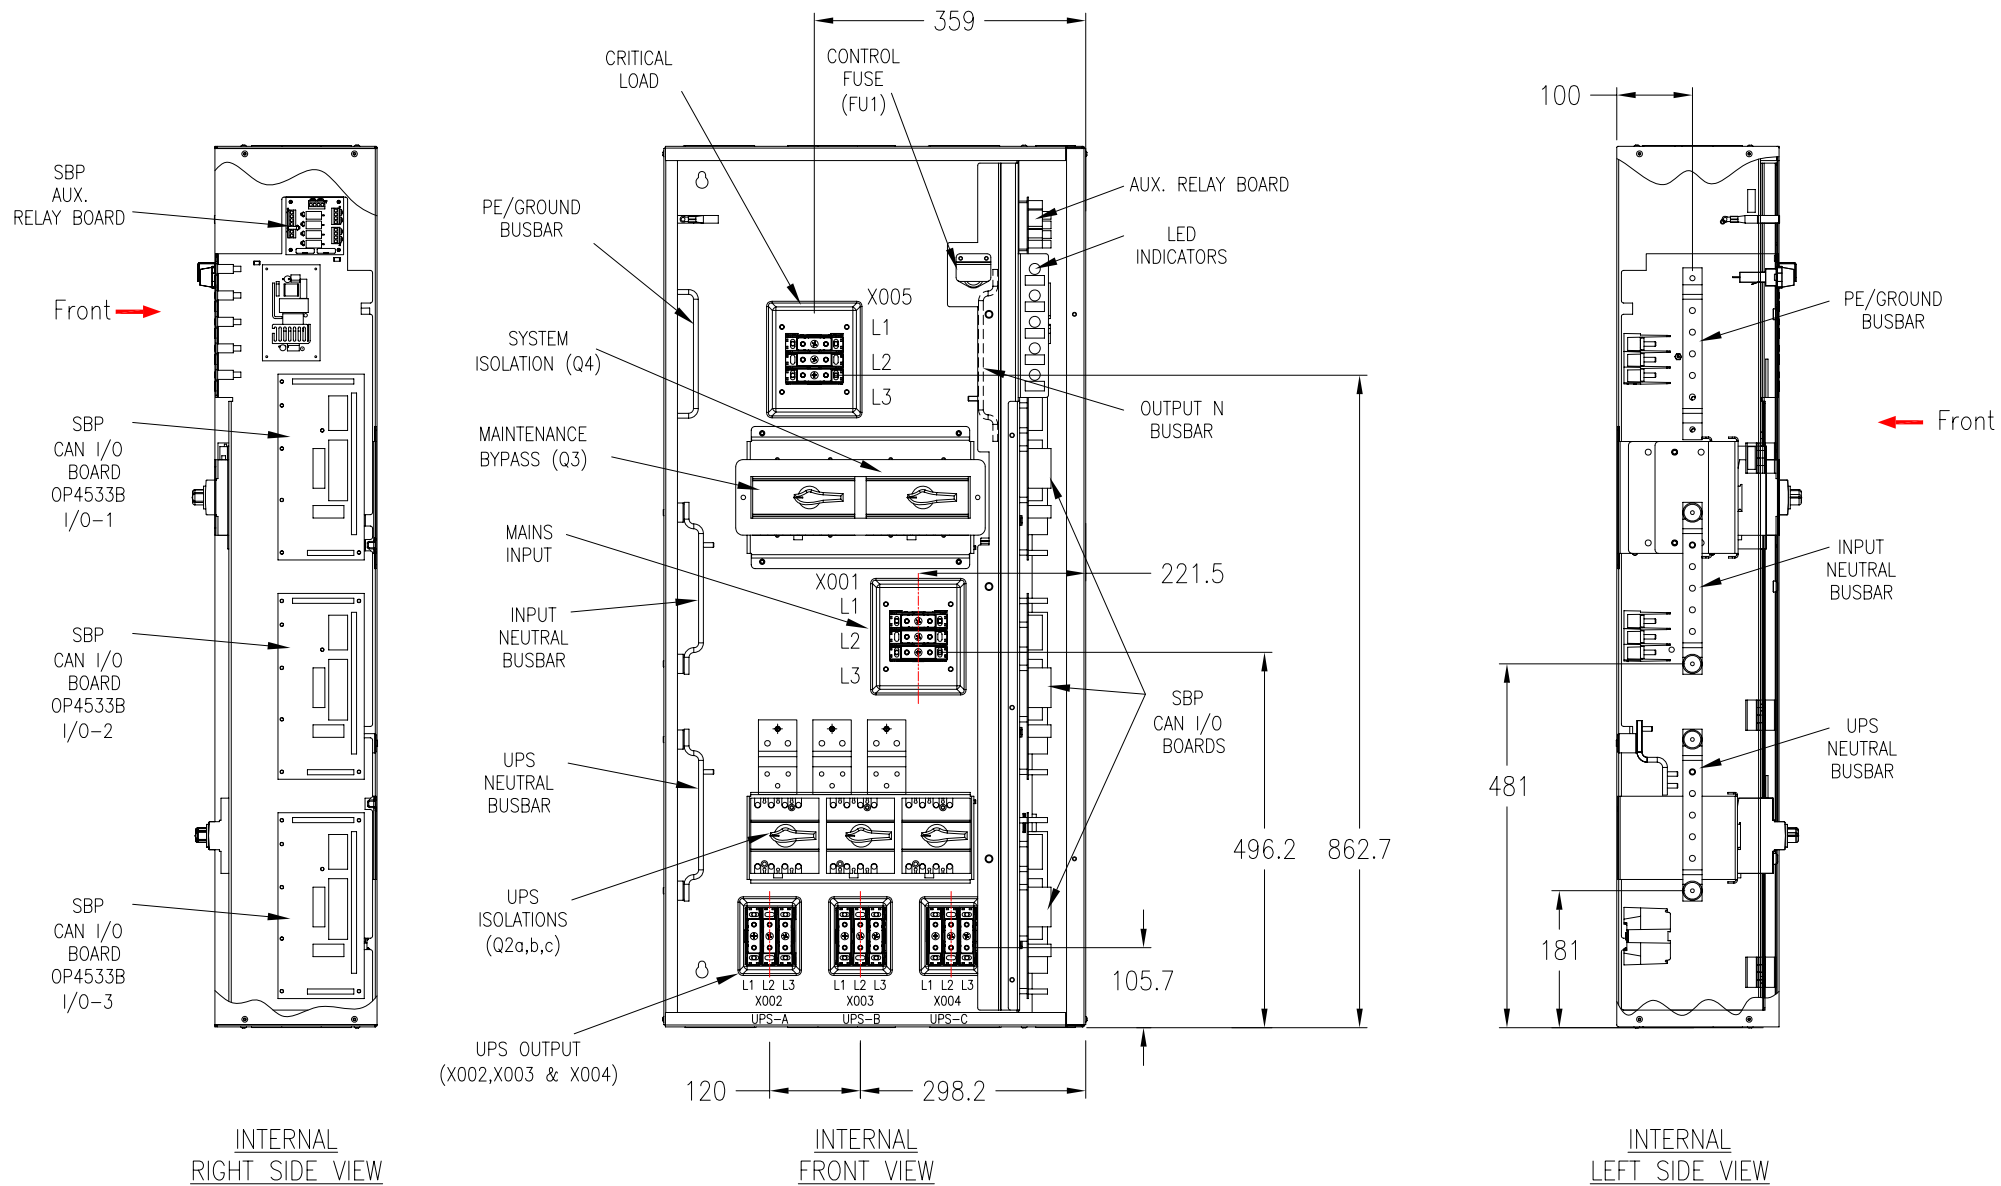 359
CRITICAL
LOAD
CONTROL
FUSE
(FU1)
100
SBP
AUX.
RELAY BOARD
PE/GROUND
BUSBAR
AUX. RELAY BOARD
LED
INDICATORS
Front
X005
L1
L2
L3
PE/GROUND
BUSBAR
SYSTEM
ISOLATION (Q4)
OUTPUT N
BUSBAR
Front
SBP
CAN I/O
BOARD
OP4533B
I/O-1
MAINTENANCE
BYPASS (Q3)
MAINS
INPUT
X001
L1
L2
L3
221.5
INPUT
NEUTRAL
BUSBAR
INPUT
NEUTRAL
BUSBAR
SBP
CAN I/O
BOARD
OP4533B
I/O-2
SBP
CAN I/O
BOARDS
UPS
NEUTRAL
BUSBAR
UPS
NEUTRAL
BUSBAR
481
496.2
862.7
SBP
CAN I/O
BOARD
OP4533B
I/O-3
UPS
ISOLATIONS
(Q2a,b,c)
181
105.7
L1 L2 L3
X002
UPS-A
L1 L2 L3
X003
UPS-B
L1 L2 L3
X004
UPS-C
UPS OUTPUT
(X002,X003 & X004)
120
298.2
INTERNAL
RIGHT SIDE VIEW
INTERNAL
FRONT VIEW
INTERNAL
LEFT SIDE VIEW